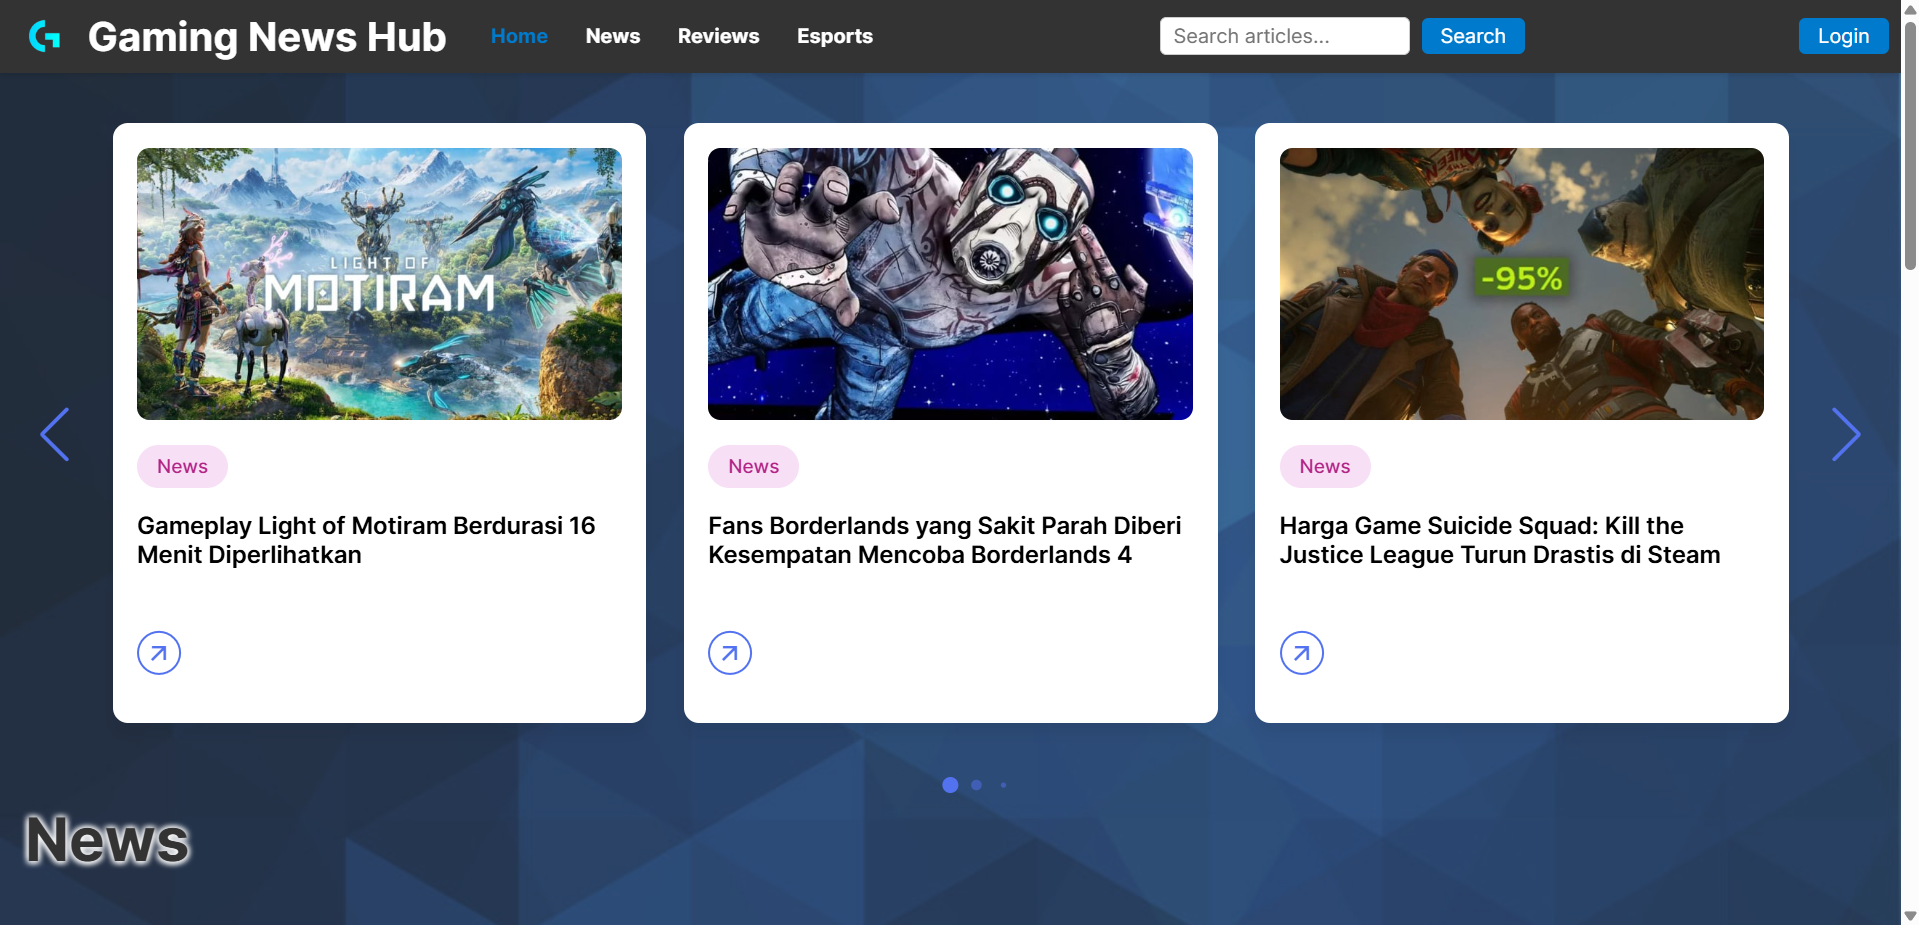 Gaming News Hub
Home
News
Reviews
Esports
Search articles...
Search
Login
LIGHT OF
MOTIRAM
News
Gameplay Light of Motiram Berdurasi 16
Menit Diperlihatkan
News
Fans Borderlands yang Sakit Parah Diberi
Kesempatan Mencoba Borderlands 4
-95%
News
Harga Game Suicide Squad: Kill the
Justice League Turun Drastis di Steam
News